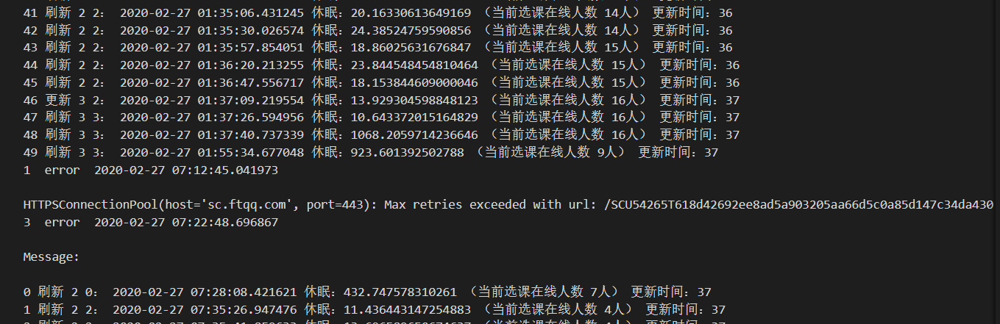 41 刷新 2 2： 2020-02-27 01:35:06.431245 休眠：20.16330613649169 （当前选课在线人数 14人） 更新时间：36
42 刷新 2 2： 2020-02-27 01:35:30.026574 休眠：24.38524759590856 （当前选课在线人数 14人） 更新时间：36
43 刷新 2 2： 2020-02-27 01:35:57.854051 休眠：18.86025631676847 （当前选课在线人数 15人） 更新时间：36
44 刷新 2 2： 2020-02-27 01:36:20.213255 休眠：23.844548454810464 （当前选课在线人数 15人） 更新时间：36
45 刷新 2 2： 2020-02-27 01:36:47.556717 休眠：18.153844609000046 （当前选课在线人数 15人） 更新时间：36
46 更新 3 2： 2020-02-27 01:37:09.219554 休眠：13.929304598848123 （当前选课在线人数 16人） 更新时间：37
47 刷新 3 3： 2020-02-27 01:37:26.594956 休眠：10.643372015164829 （当前选课在线人数 16人） 更新时间：37
48 刷新 3 3： 2020-02-27 01:37:40.737339 休眠：1068.2059714236646 （当前选课在线人数 16人） 更新时间：37
49 刷新 3 3： 2020-02-27 01:55:34.677048 休眠：923.601392502788 （当前选课在线人数 9人） 更新时间：37
1  error  2020-02-27 07:12:45.041973
HTTPSConnectionPool(host='sc.ftqq.com', port=443): Max retries exceeded with url: /SCU54265T618d42692ee8ad5a903205aa66d5c0a85d147c34da430
3  error  2020-02-27 07:22:48.696867
Message:
0 刷新 2 0： 2020-02-27 07:28:08.421621 休眠：432.747578310261 （当前选课在线人数 7人） 更新时间：37
1 刷新 2 2： 2020-02-27 07:35:26.947476 休眠：11.436443147254883 （当前选课在线人数 4人） 更新时间：37